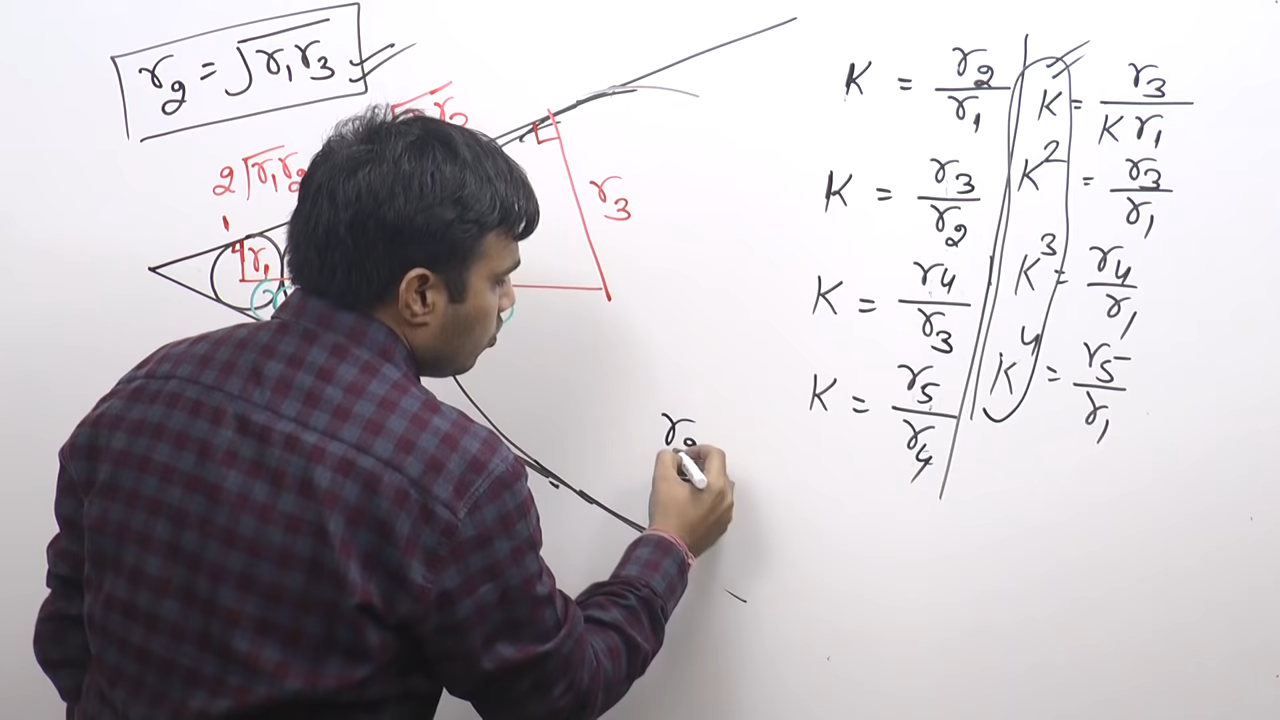 r₂ = √r₁r₃
2√r₁r₂
r₁
r₃
K = r₂/r₁
K = r₃/r₂
K = r₄/r₃
K = r₅/r₄
K = r₃/K r₁
K² = r₃/r₁
K³ = r₄/r₁
K⁴ = r₅/r₁